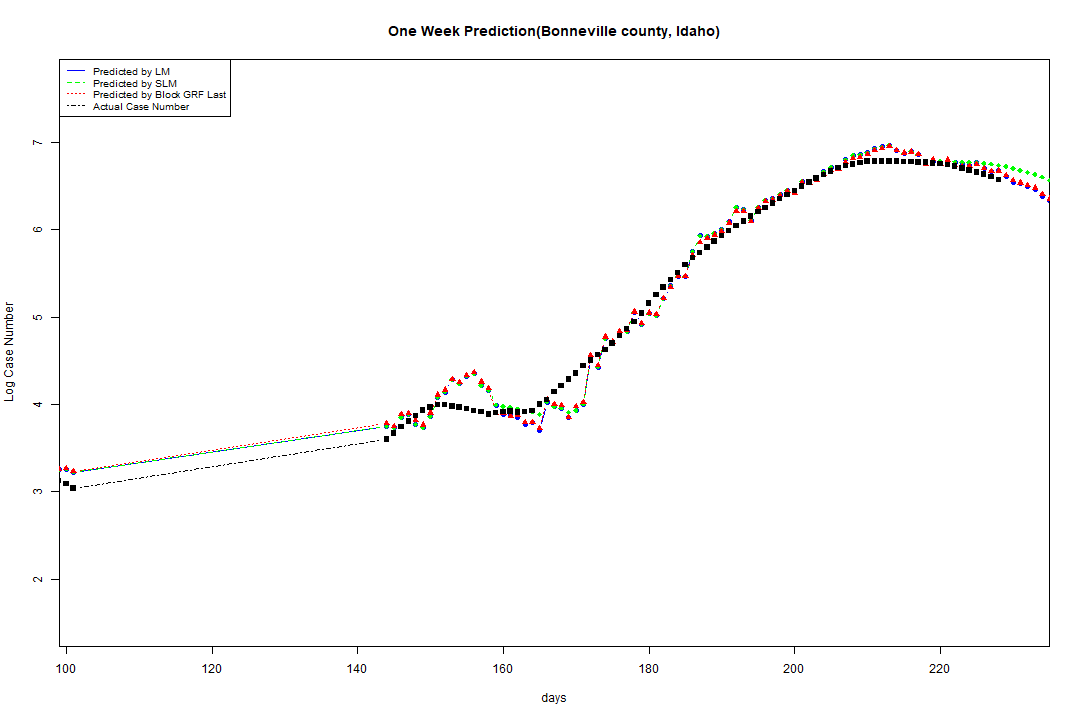 One Week Prediction(Bonneville county, Idaho)
Predicted by LM
Predicted by SLM
Predicted by Block GRF Last
Actual Case Number
7
6
5
4
3
2
Log Case Number
100 120 140 160 180 200 220
days